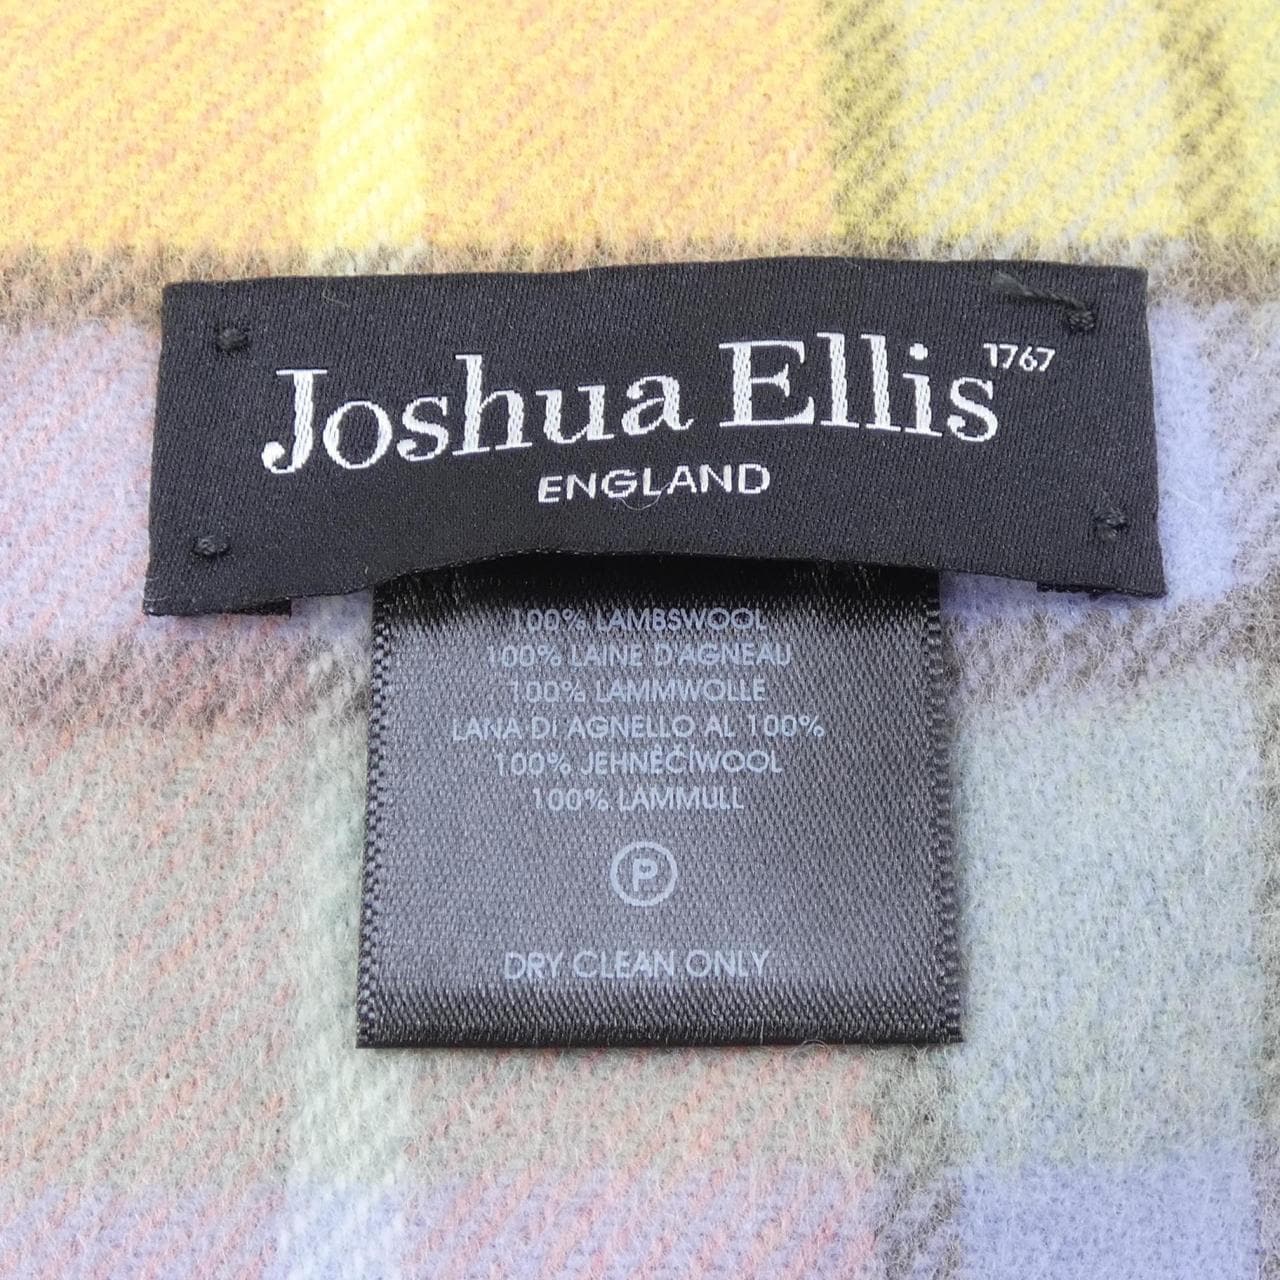 Joshua Ellis 1767
ENGLAND
100% LAMBSWOOL
100% LAINE D'AGNEAU
100% LAMMWOLLE
LANA DI AGNELLO AL 100%
100% JEHNĚČÍWOOL
100% LAMMULL
P
DRY CLEAN ONLY